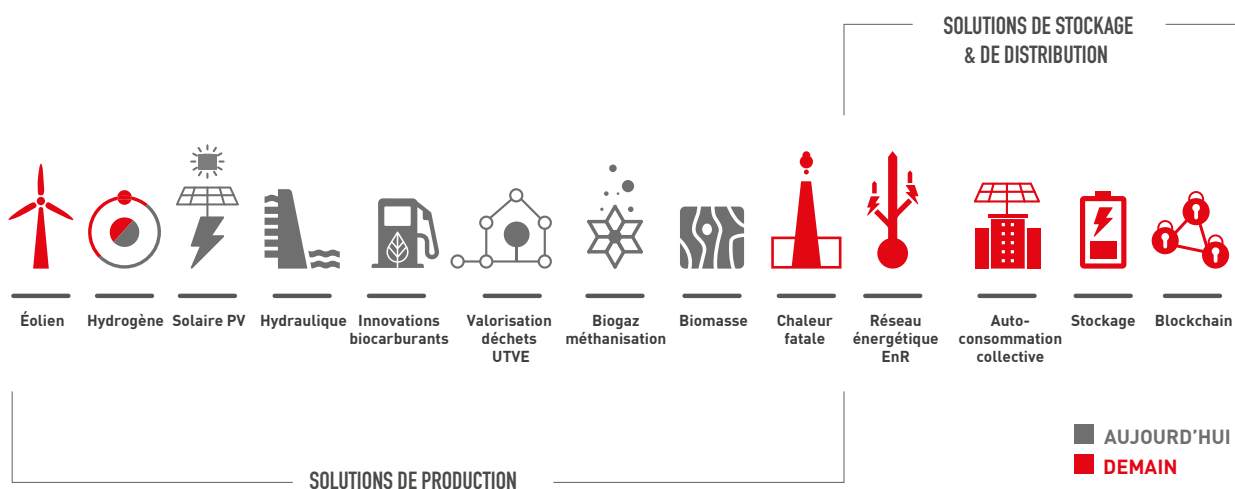 SOLUTIONS DE STOCKAGE
& DE DISTRIBUTION
Éolien
Hydrogène
Solaire PV
Hydraulique
Innovations
biocarburants
Valorisation
déchets
UTVE
Biogaz
méthanisation
Biomasse
Chaleur
fatale
Réseau
énergétique
EnR
Auto-
consommation
collective
Stockage
Blockchain
SOLUTIONS DE PRODUCTION
AUJOURD'HUI
DEMAIN